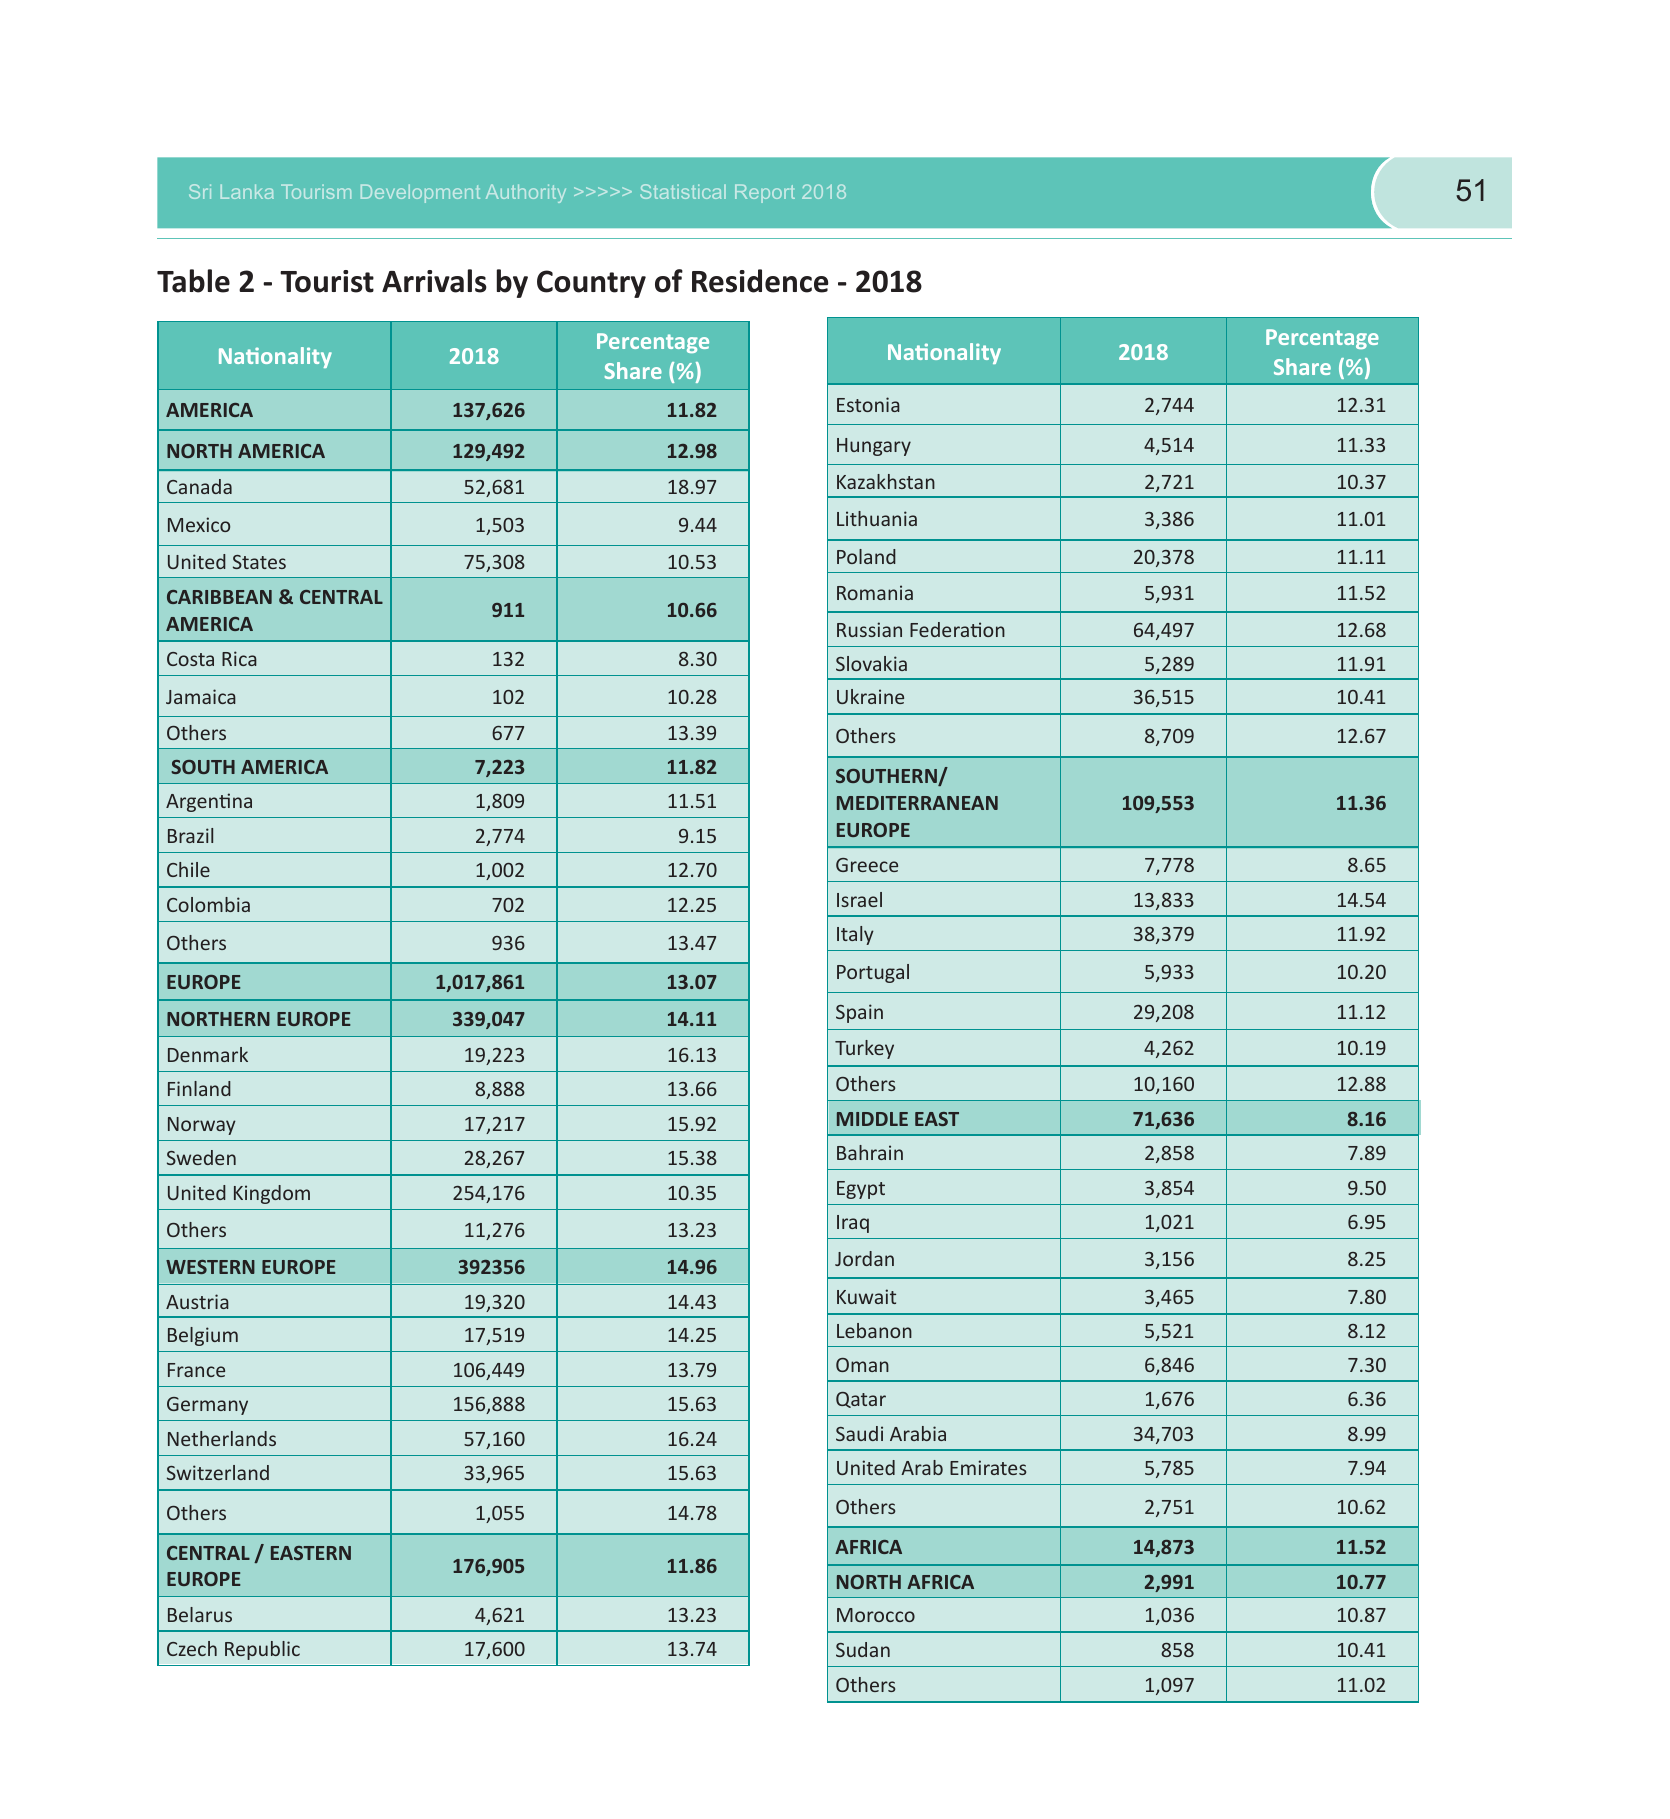 Sri Lanka Tourism Development Authority >>>>> Statistical Report 2018
51
Table 2 - Tourist Arrivals by Country of Residence - 2018
Nationality 2018 Percentage Share (%)
AMERICA 137,626 11.82
NORTH AMERICA 129,492 12.98
Canada 52,681 18.97
Mexico 1,503 9.44
United States 75,308 10.53
CARIBBEAN & CENTRAL AMERICA 911 10.66
Costa Rica 132 8.30
Jamaica 102 10.28
Others 677 13.39
SOUTH AMERICA 7,223 11.82
Argentina 1,809 11.51
Brazil 2,774 9.15
Chile 1,002 12.70
Colombia 702 12.25
Others 936 13.47
EUROPE 1,017,861 13.07
NORTHERN EUROPE 339,047 14.11
Denmark 19,223 16.13
Finland 8,888 13.66
Norway 17,217 15.92
Sweden 28,267 15.38
United Kingdom 254,176 10.35
Others 11,276 13.23
WESTERN EUROPE 392356 14.96
Austria 19,320 14.43
Belgium 17,519 14.25
France 106,449 13.79
Germany 156,888 15.63
Netherlands 57,160 16.24
Switzerland 33,965 15.63
Others 1,055 14.78
CENTRAL / EASTERN EUROPE 176,905 11.86
Belarus 4,621 13.23
Czech Republic 17,600 13.74
Nationality 2018 Percentage Share (%)
Estonia 2,744 12.31
Hungary 4,514 11.33
Kazakhstan 2,721 10.37
Lithuania 3,386 11.01
Poland 20,378 11.11
Romania 5,931 11.52
Russian Federation 64,497 12.68
Slovakia 5,289 11.91
Ukraine 36,515 10.41
Others 8,709 12.67
SOUTHERN/ MEDITERRANEAN EUROPE 109,553 11.36
Greece 7,778 8.65
Israel 13,833 14.54
Italy 38,379 11.92
Portugal 5,933 10.20
Spain 29,208 11.12
Turkey 4,262 10.19
Others 10,160 12.88
MIDDLE EAST 71,636 8.16
Bahrain 2,858 7.89
Egypt 3,854 9.50
Iraq 1,021 6.95
Jordan 3,156 8.25
Kuwait 3,465 7.80
Lebanon 5,521 8.12
Oman 6,846 7.30
Qatar 1,676 6.36
Saudi Arabia 34,703 8.99
United Arab Emirates 5,785 7.94
Others 2,751 10.62
AFRICA 14,873 11.52
NORTH AFRICA 2,991 10.77
Morocco 1,036 10.87
Sudan 858 10.41
Others 1,097 11.02